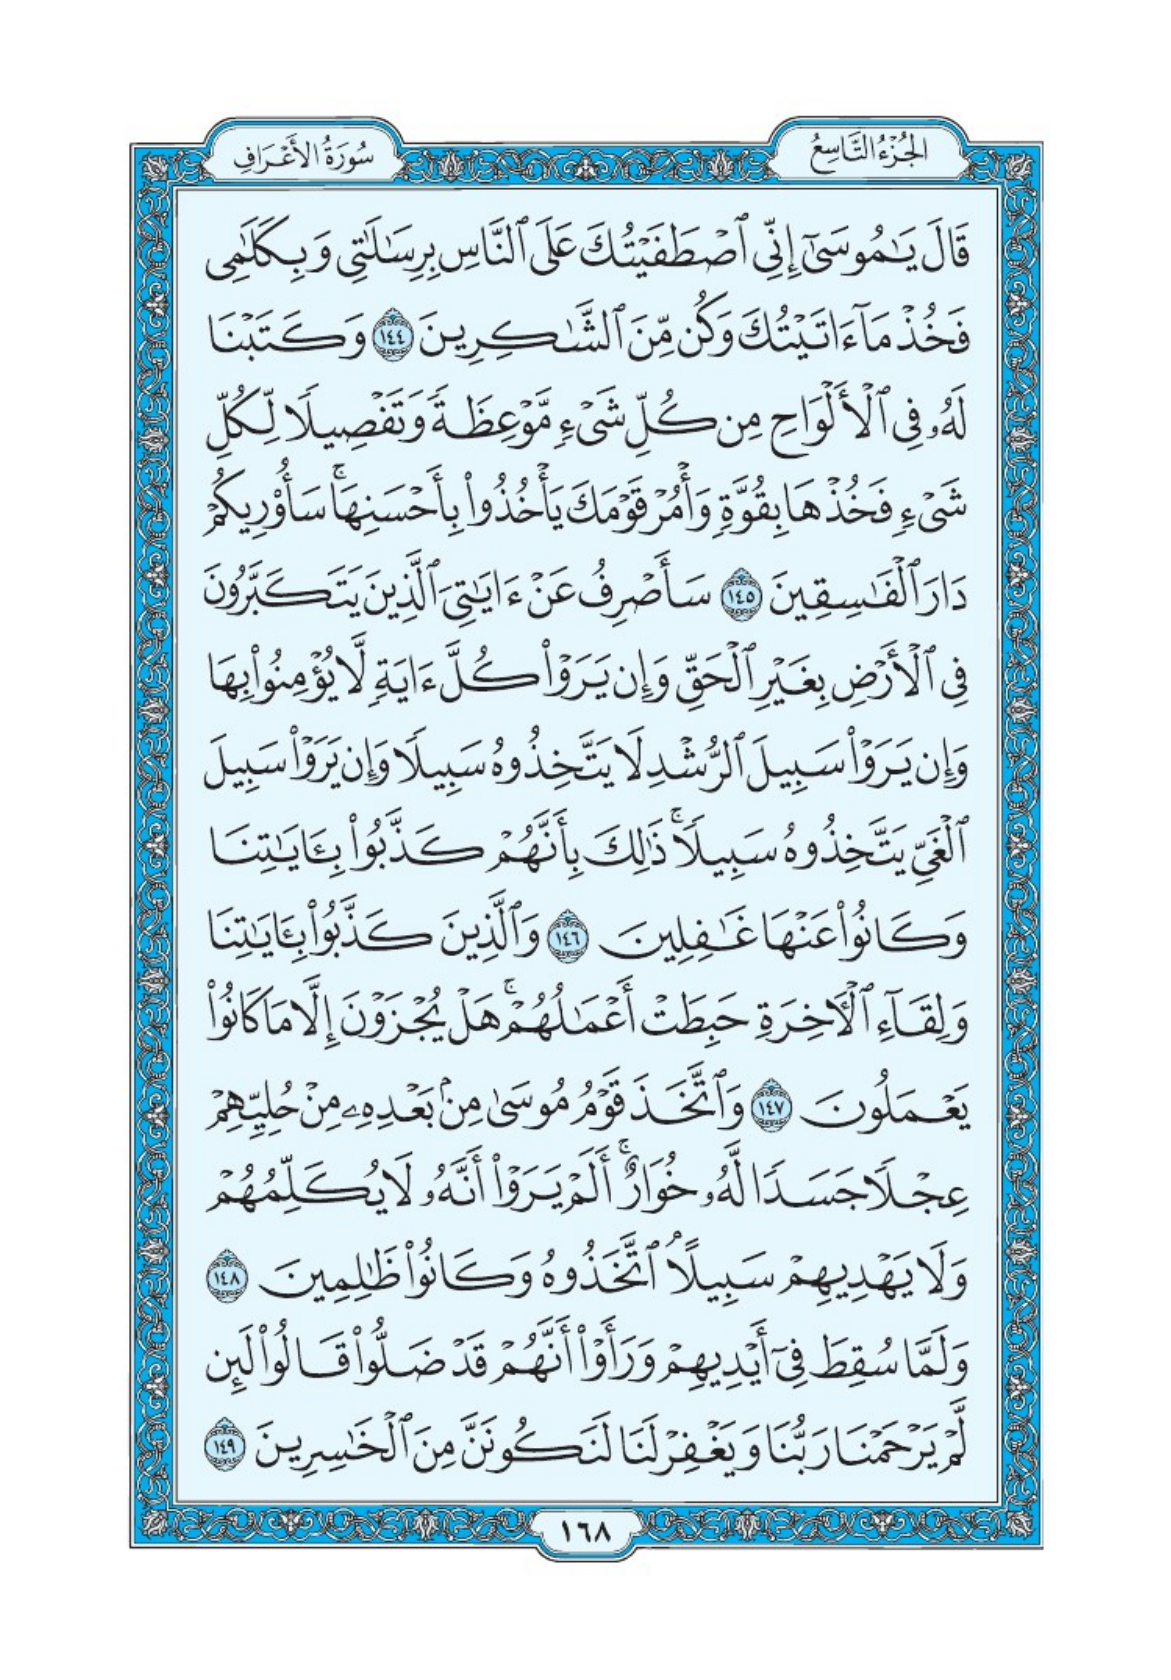 الجُزْءُ التَّاسِعُ
سُورَةُ الأَعْرَافِ
قَالَ يَٰمُوسَىٰٓ إِنِّي ٱصْطَفَيْتُكَ عَلَى ٱلنَّاسِ بِرِسَٰلَٰتِي وَبِكَلَٰمِي
فَخُذْ مَآ ءَاتَيْتُكَ وَكُن مِّنَ ٱلشَّٰكِرِينَ ١٤٤ وَكَتَبْنَا
لَهُۥ فِي ٱلْأَلْوَاحِ مِن كُلِّ شَيْءٍ مَّوْعِظَةً وَتَفْصِيلًا لِّكُلِّ
شَيْءٍ فَخُذْهَا بِقُوَّةٍ وَأْمُرْ قَوْمَكَ يَأْخُذُوا۟ بِأَحْسَنِهَاۚ سَأُو۟رِيكُمْ
دَارَ ٱلْفَٰسِقِينَ ١٤٥ سَأَصْرِفُ عَنْ ءَايَٰتِيَ ٱلَّذِينَ يَتَكَبَّرُونَ
فِي ٱلْأَرْضِ بِغَيْرِ ٱلْحَقِّ وَإِن يَرَوْا۟ كُلَّ ءَايَةٍ لَّا يُؤْمِنُوا۟ بِهَا
وَإِن يَرَوْا۟ سَبِيلَ ٱلرُّشْدِ لَا يَتَّخِذُوهُ سَبِيلًا وَإِن يَرَوْا۟ سَبِيلَ
ٱلْغَيِّ يَتَّخِذُوهُ سَبِيلًاۚ ذَٰلِكَ بِأَنَّهُمْ كَذَّبُوا۟ بِـَٔايَٰتِنَا
وَكَانُوا۟ عَنْهَا غَٰفِلِينَ ١٤٦ وَٱلَّذِينَ كَذَّبُوا۟ بِـَٔايَٰتِنَا
وَلِقَآءِ ٱلْـَٔاخِرَةِ حَبِطَتْ أَعْمَٰلُهُمْۚ هَلْ يُجْزَوْنَ إِلَّا مَا كَانُوا۟
يَعْمَلُونَ ١٤٧ وَٱتَّخَذَ قَوْمُ مُوسَىٰ مِنۢ بَعْدِهِۦ مِنْ حُلِيِّهِمْ
عِجْلًا جَسَدًا لَّهُۥ خُوَارٌۚ أَلَمْ يَرَوْا۟ أَنَّهُۥ لَا يُكَلِّمُهُمْ
وَلَا يَهْدِيهِمْ سَبِيلًاۘ ٱتَّخَذُوهُ وَكَانُوا۟ ظَٰلِمِينَ ١٤٨
وَلَمَّا سُقِطَ فِيٓ أَيْدِيهِمْ وَرَأَوْا۟ أَنَّهُمْ قَدْ ضَلُّوا۟ قَالُوا۟ لَئِن
لَّمْ يَرْحَمْنَا رَبُّنَا وَيَغْفِرْ لَنَا لَنَكُونَنَّ مِنَ ٱلْخَٰسِرِينَ ١٤٩
١٦٨